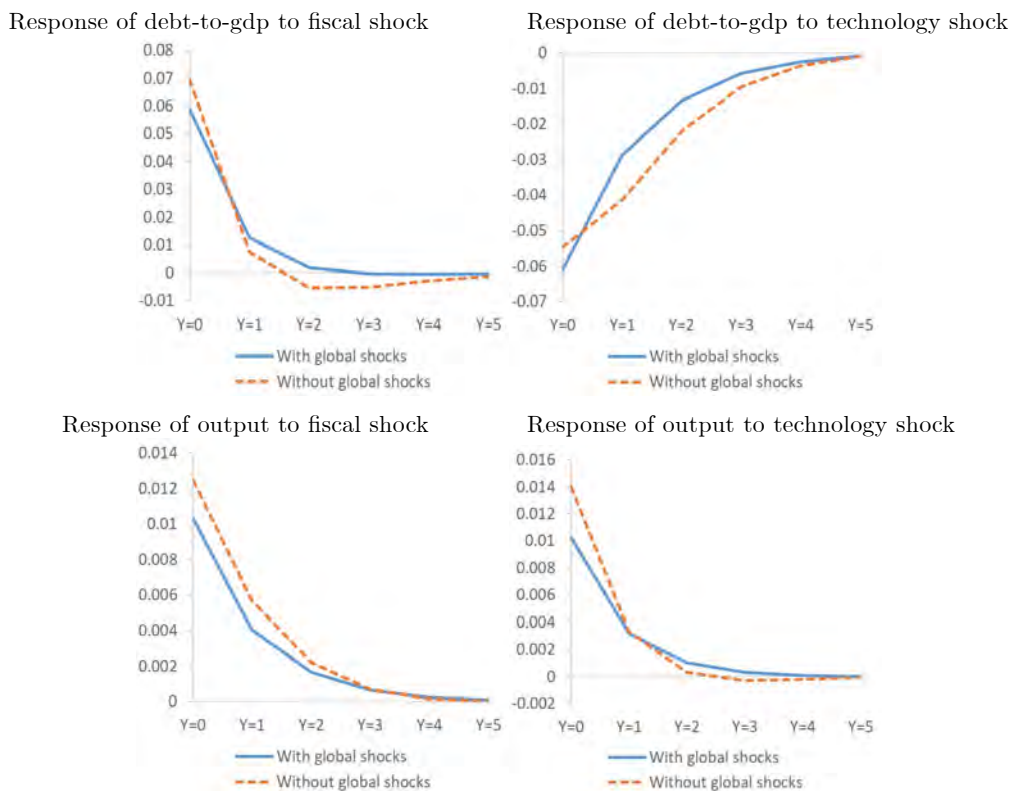 Response of debt-to-gdp to fiscal shock
0.08
0.07
0.06
0.05
0.04
0.03
0.02
0.01
0
-0.01
Y=0 Y=1 Y=2 Y=3 Y=4 Y=5
With global shocks
Without global shocks
Response of debt-to-gdp to technology shock
0
-0.01
-0.02
-0.03
-0.04
-0.05
-0.06
-0.07
Y=0 Y=1 Y=2 Y=3 Y=4 Y=5
With global shocks
Without global shocks
Response of output to fiscal shock
0.014
0.012
0.01
0.008
0.006
0.004
0.002
0
Y=0 Y=1 Y=2 Y=3 Y=4 Y=5
With global shocks
Without global shocks
Response of output to technology shock
0.016
0.014
0.012
0.01
0.008
0.006
0.004
0.002
0
-0.002
Y=0 Y=1 Y=2 Y=3 Y=4 Y=5
With global shocks
Without global shocks